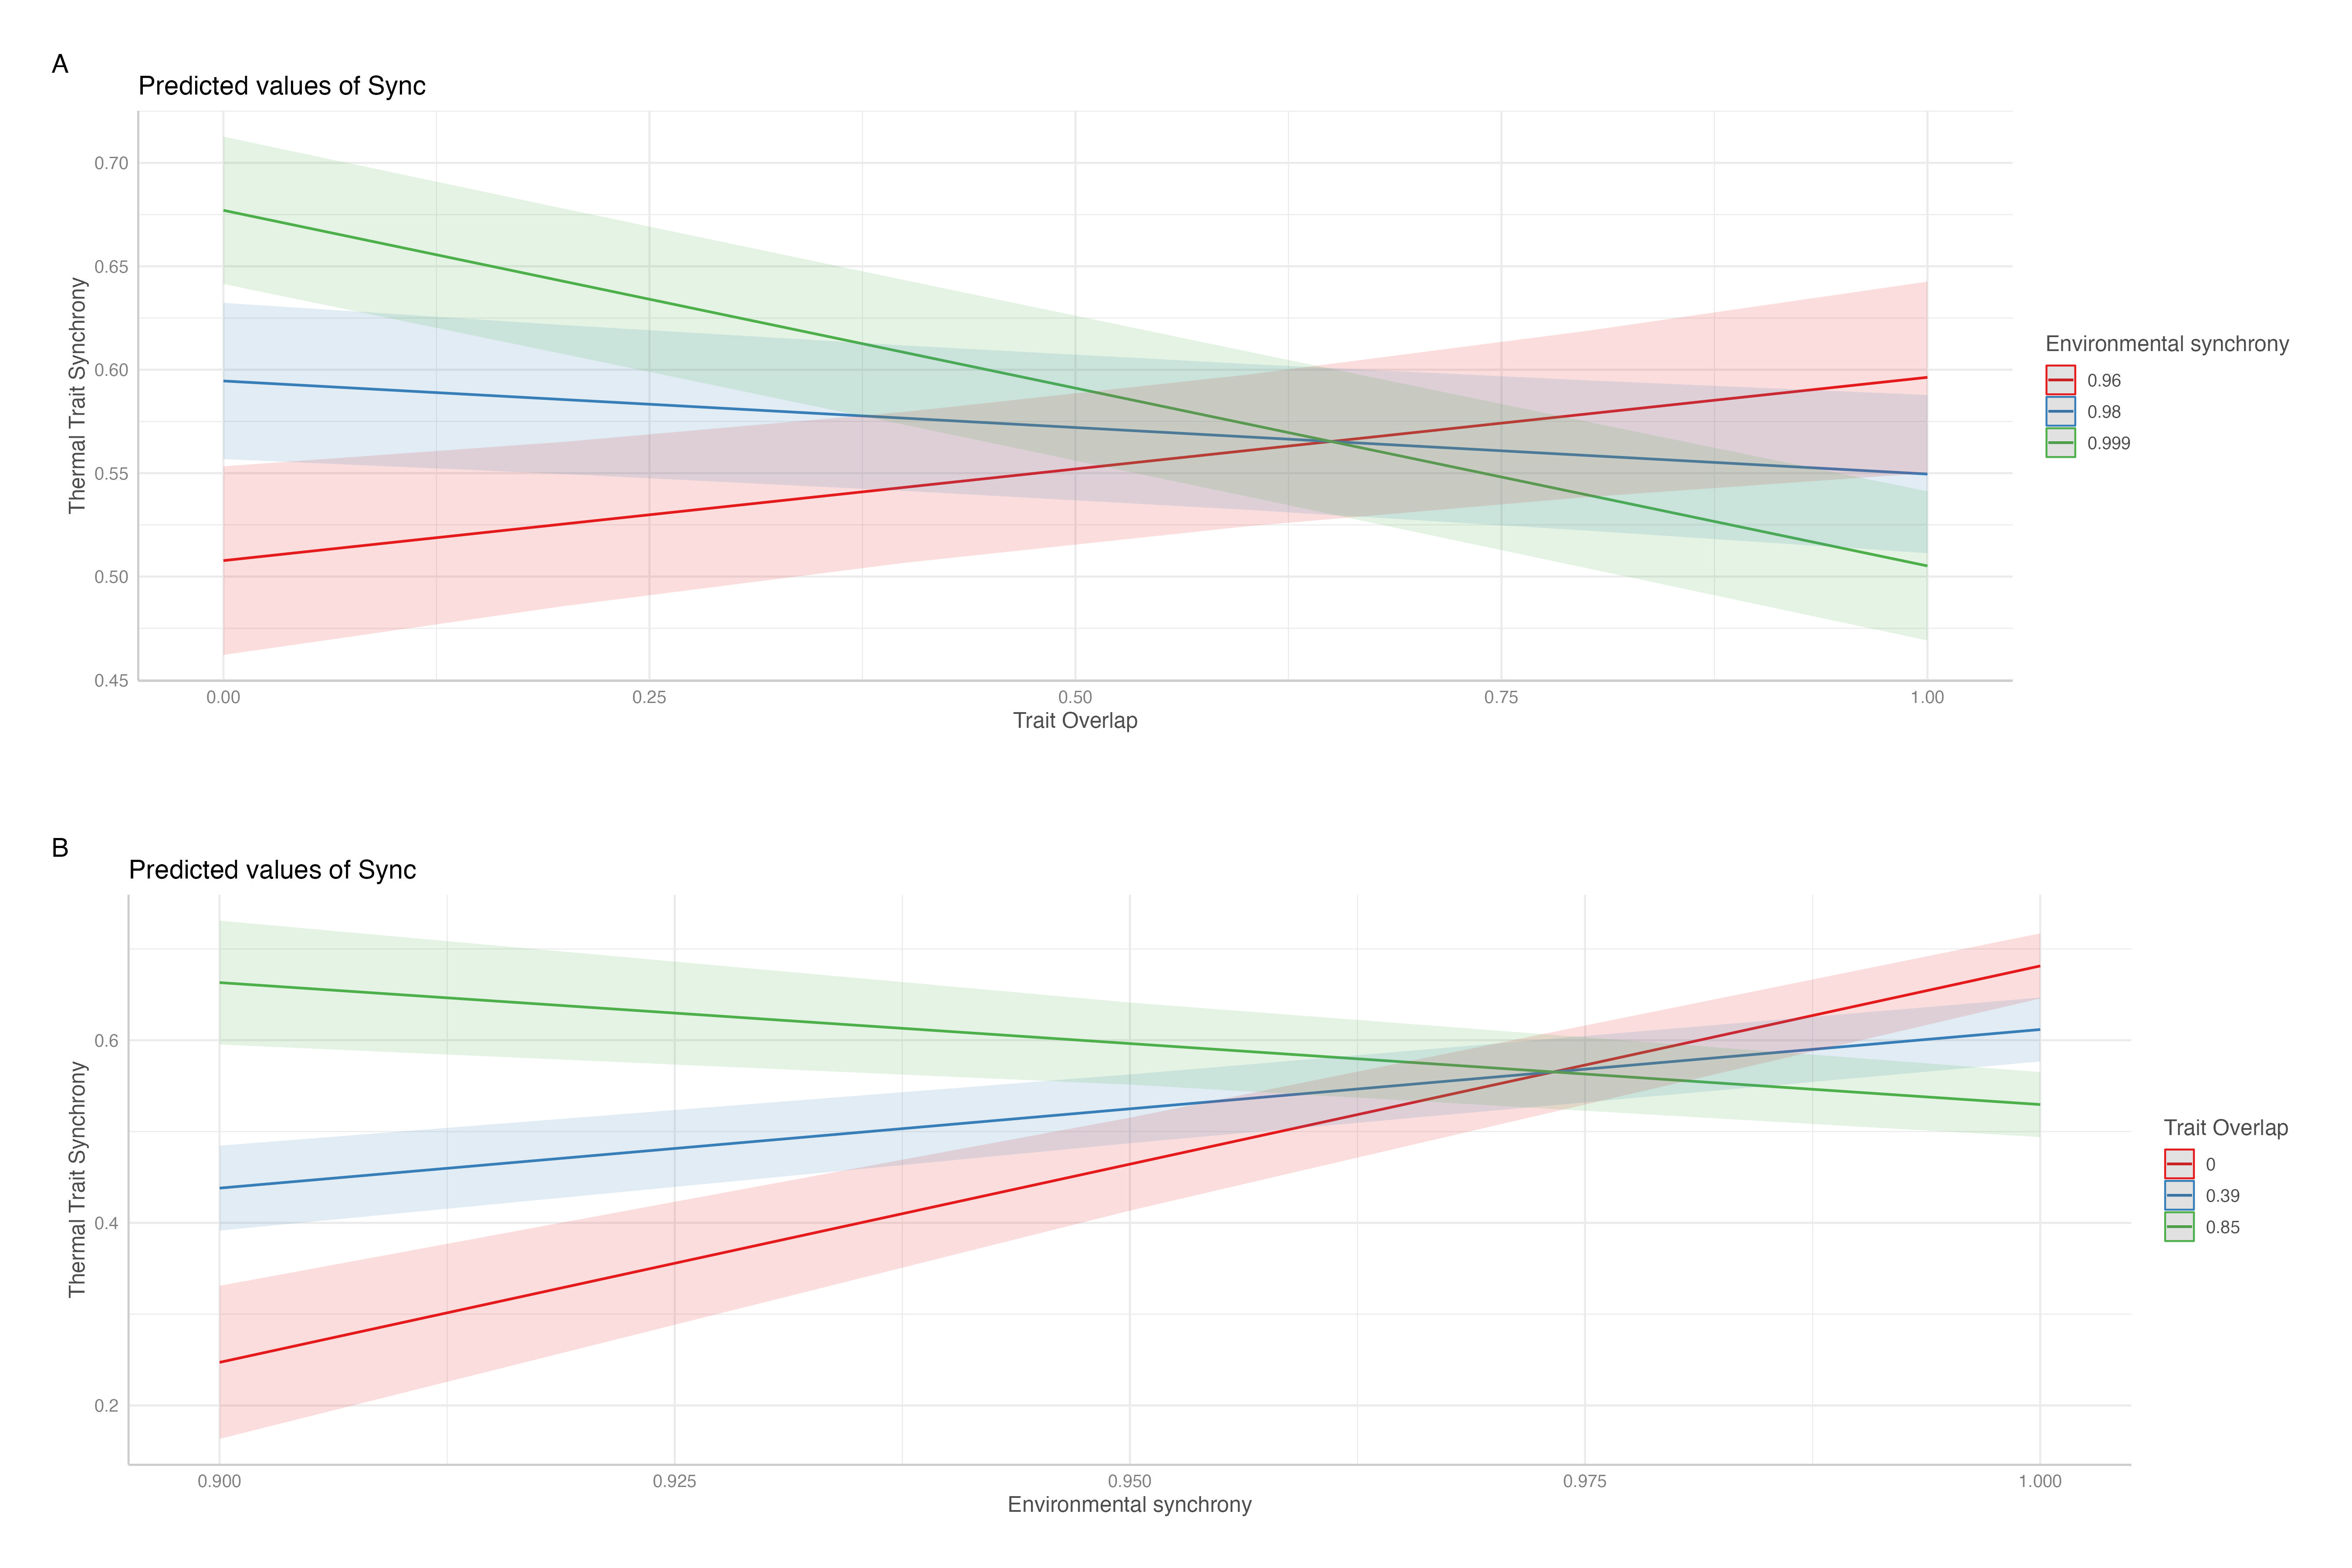 A
Predicted values of Sync
Thermal Trait Synchrony
0.70
0.65
0.60
0.55
0.50
0.45
0.00 0.25 0.50 0.75 1.00
Trait Overlap
Environmental synchrony
0.96
0.98
0.999
B
Predicted values of Sync
Thermal Trait Synchrony
0.6
0.4
0.2
0.900 0.925 0.950 0.975 1.000
Environmental synchrony
Trait Overlap
0
0.39
0.85